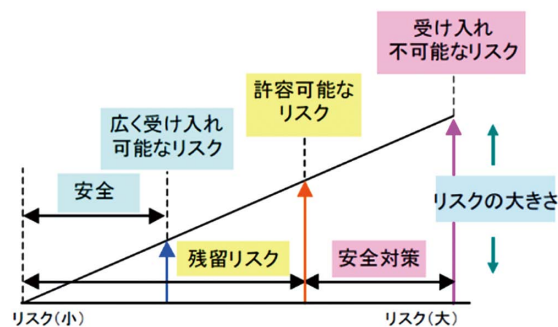 受け入れ
不可能なリスク
許容可能な
リスク
広く受け入れ
可能なリスク
安全
リスクの大きさ
残留リスク
安全対策
リスク(小)
リスク(大)